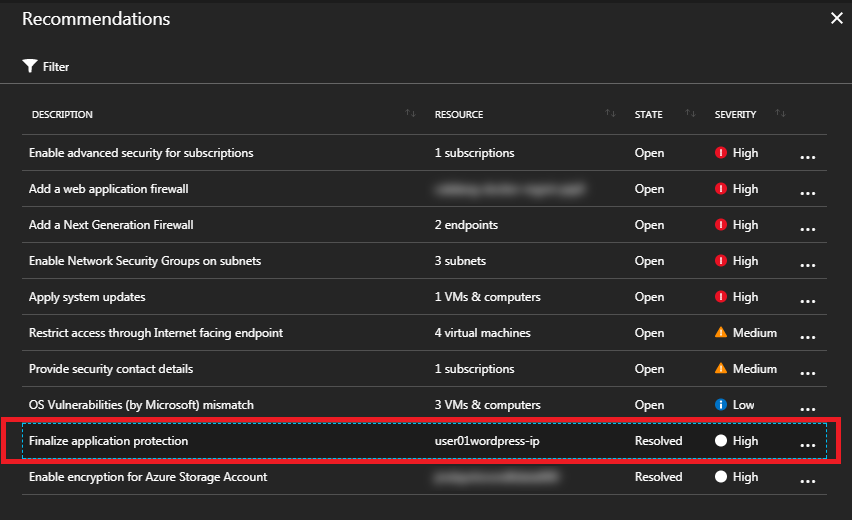 Recommendations
Filter
DESCRIPTION RESOURCE STATE SEVERITY
Enable advanced security for subscriptions 1 subscriptions Open High ...
Add a web application firewall Open High ...
Add a Next Generation Firewall 2 endpoints Open High ...
Enable Network Security Groups on subnets 3 subnets Open High ...
Apply system updates 1 VMs & computers Open High ...
Restrict access through Internet facing endpoint 4 virtual machines Open Medium ...
Provide security contact details 1 subscriptions Open Medium ...
OS Vulnerabilities (by Microsoft) mismatch 3 VMs & computers Open Low ...
Finalize application protection user01wordpress-ip Resolved High ...
Enable encryption for Azure Storage Account Resolved High ...